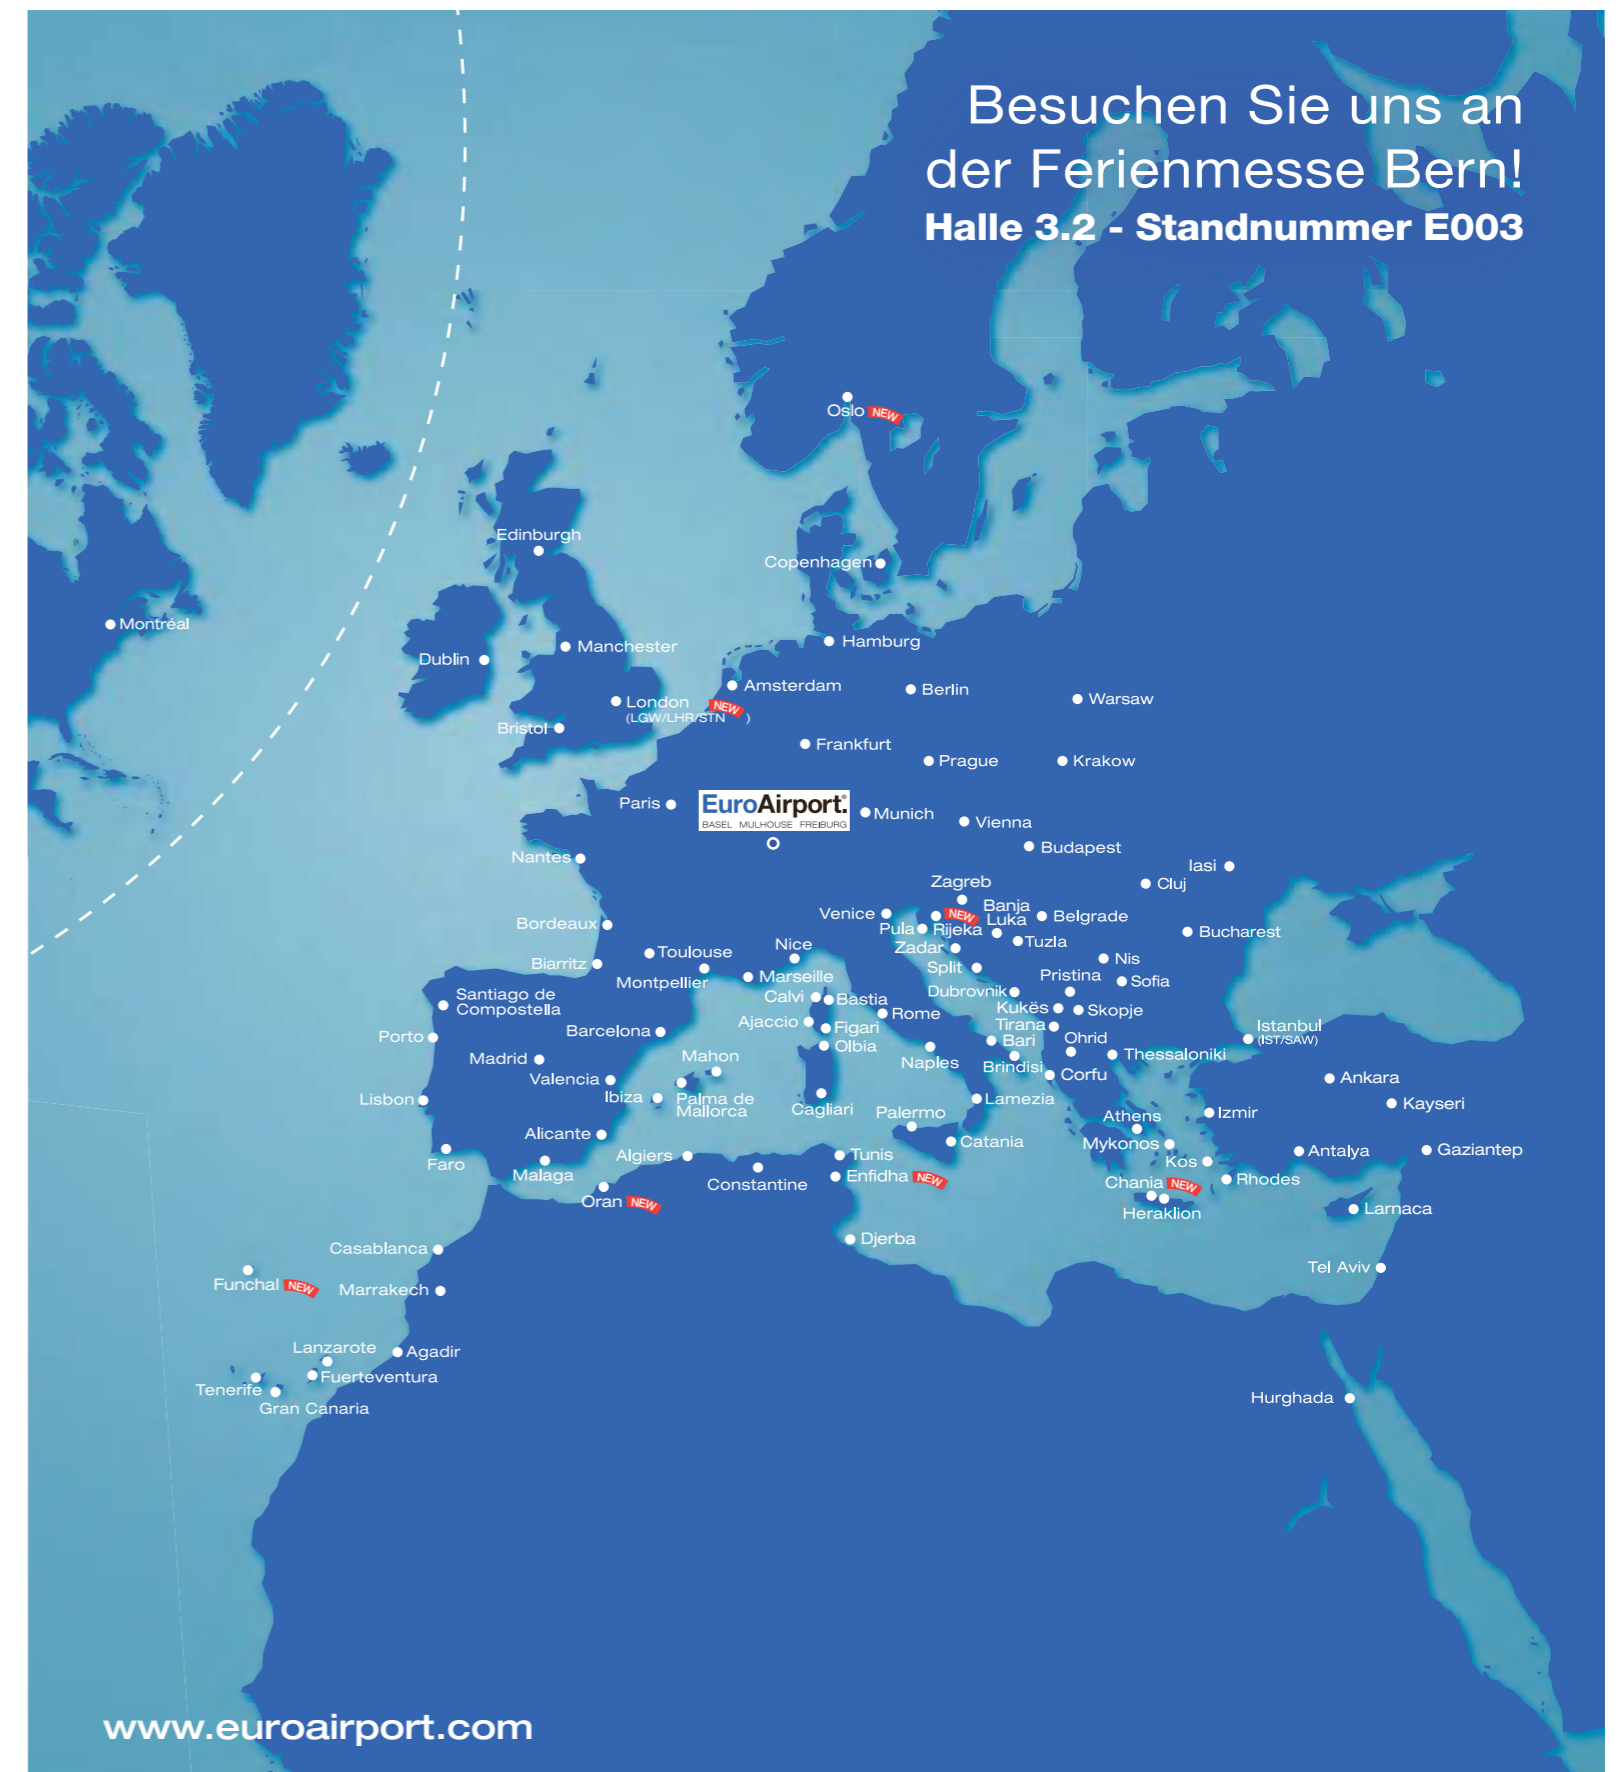 Besuchen Sie uns an
der Ferienmesse Bern!
Halle 3.2 - Standnummer E003
Oslo NEW
Edinburgh
Copenhagen
Montréal
Manchester
Hamburg
Dublin
Amsterdam
Berlin
London NEW
(LGW/LHR/STN )
Warsaw
Bristol
Frankfurt
Prague
Krakow
Paris
EuroAirport.®
BASEL MULHOUSE FREIBURG
Munich
Vienna
Budapest
Nantes
Iasi
Cluj
Zagreb
Venice
NEW
Banja
Luka
Belgrade
Bordeaux
Pula
Rijeka
Bucharest
Tuzla
Zadar
Nice
Toulouse
Biarritz
Nis
Split
Montpellier
Marseille
Pristina
Sofia
Santiago de
Compostella
Calvi
Bastia
Dubrovnik
Kukës
Skopje
Ajaccio
Rome
Figari
Tirana
Istanbul
(IST/SAW)
Porto
Barcelona
Olbia
Bari
Ohrid
Madrid
Mahon
Naples
Brindisi
Thessaloniki
Valencia
Corfu
Ankara
Lisbon
Ibiza
Palma de
Mallorca
Cagliari
Palermo
Lamezia
Athens
Izmir
Kayseri
Alicante
Catania
Mykonos
Faro
Malaga
Algiers
Tunis
Kos
Antalya
Gaziantep
Constantine
Enfidha NEW
Chania NEW
Rhodes
Oran NEW
Heraklion
Larnaca
Casablanca
Djerba
Tel Aviv
Funchal NEW
Marrakech
Lanzarote
Agadir
Fuerteventura
Tenerife
Gran Canaria
Hurghada
www.euroairport.com